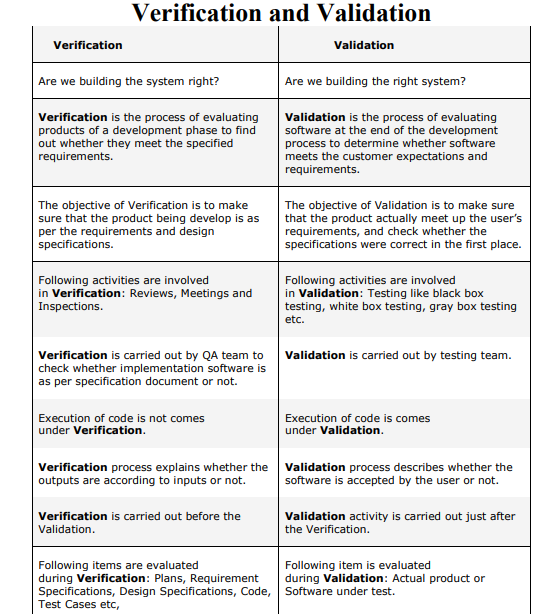 Verification and Validation
Verification
Validation
Are we building the system right?
Are we building the right system?
Verification is the process of evaluating
products of a development phase to find
out whether they meet the specified
requirements.
Validation is the process of evaluating
software at the end of the development
process to determine whether software
meets the customer expectations and
requirements.
The objective of Verification is to make
sure that the product being develop is as
per the requirements and design
specifications.
The objective of Validation is to make sure
that the product actually meet up the user's
requirements, and check whether the
specifications were correct in the first place.
Following activities are involved
in Verification: Reviews, Meetings and
Inspections.
Following activities are involved
in Validation: Testing like black box
testing, white box testing, gray box testing
etc.
Verification is carried out by QA team to
check whether implementation software is
as per specification document or not.
Validation is carried out by testing team.
Execution of code is not comes
under Verification.
Execution of code is comes
under Validation.
Verification process explains whether the
outputs are according to inputs or not.
Validation process describes whether the
software is accepted by the user or not.
Verification is carried out before the
Validation.
Validation activity is carried out just after
the Verification.
Following items are evaluated
during Verification: Plans, Requirement
Specifications, Design Specifications, Code,
Test Cases etc,
Following item is evaluated
during Validation: Actual product or
Software under test.